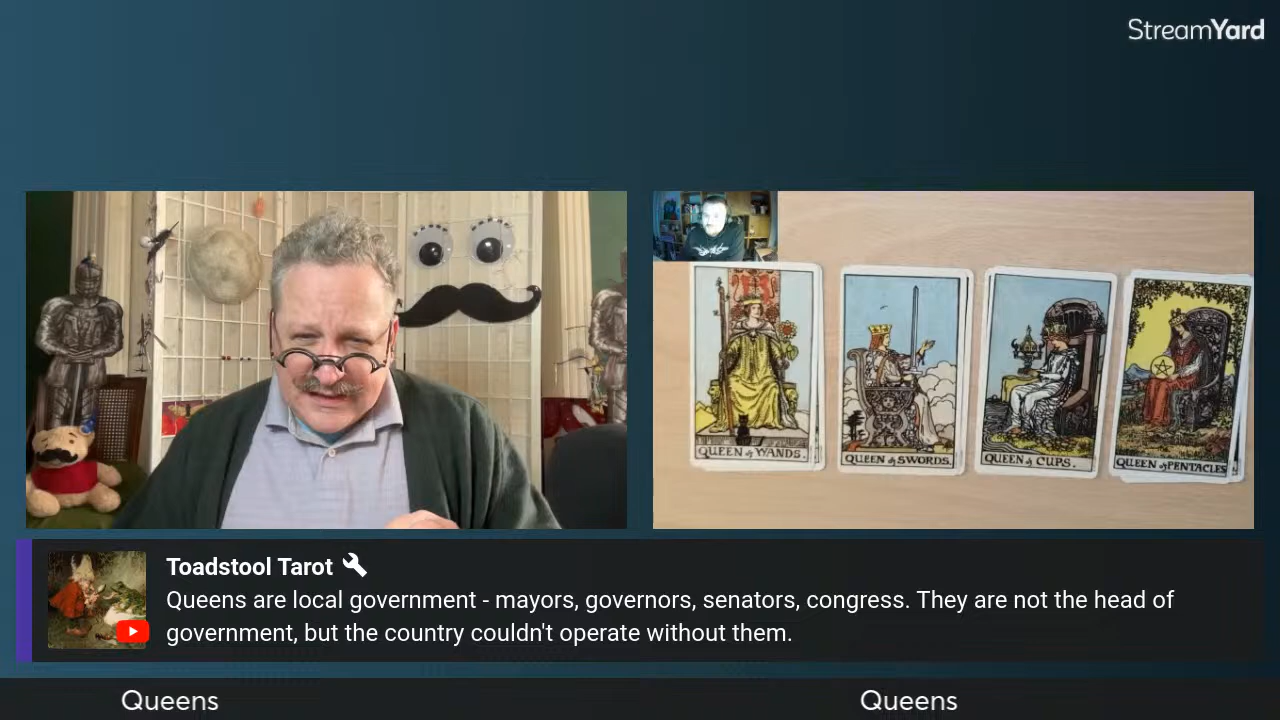 StreamYard
QUEEN of WANDS.
QUEEN of SWORDS.
QUEEN of CUPS.
QUEEN of PENTACLES
Toadstool Tarot
Queens are local government - mayors, governors, senators, congress. They are not the head of
government, but the country couldn't operate without them.
Queens
Queens